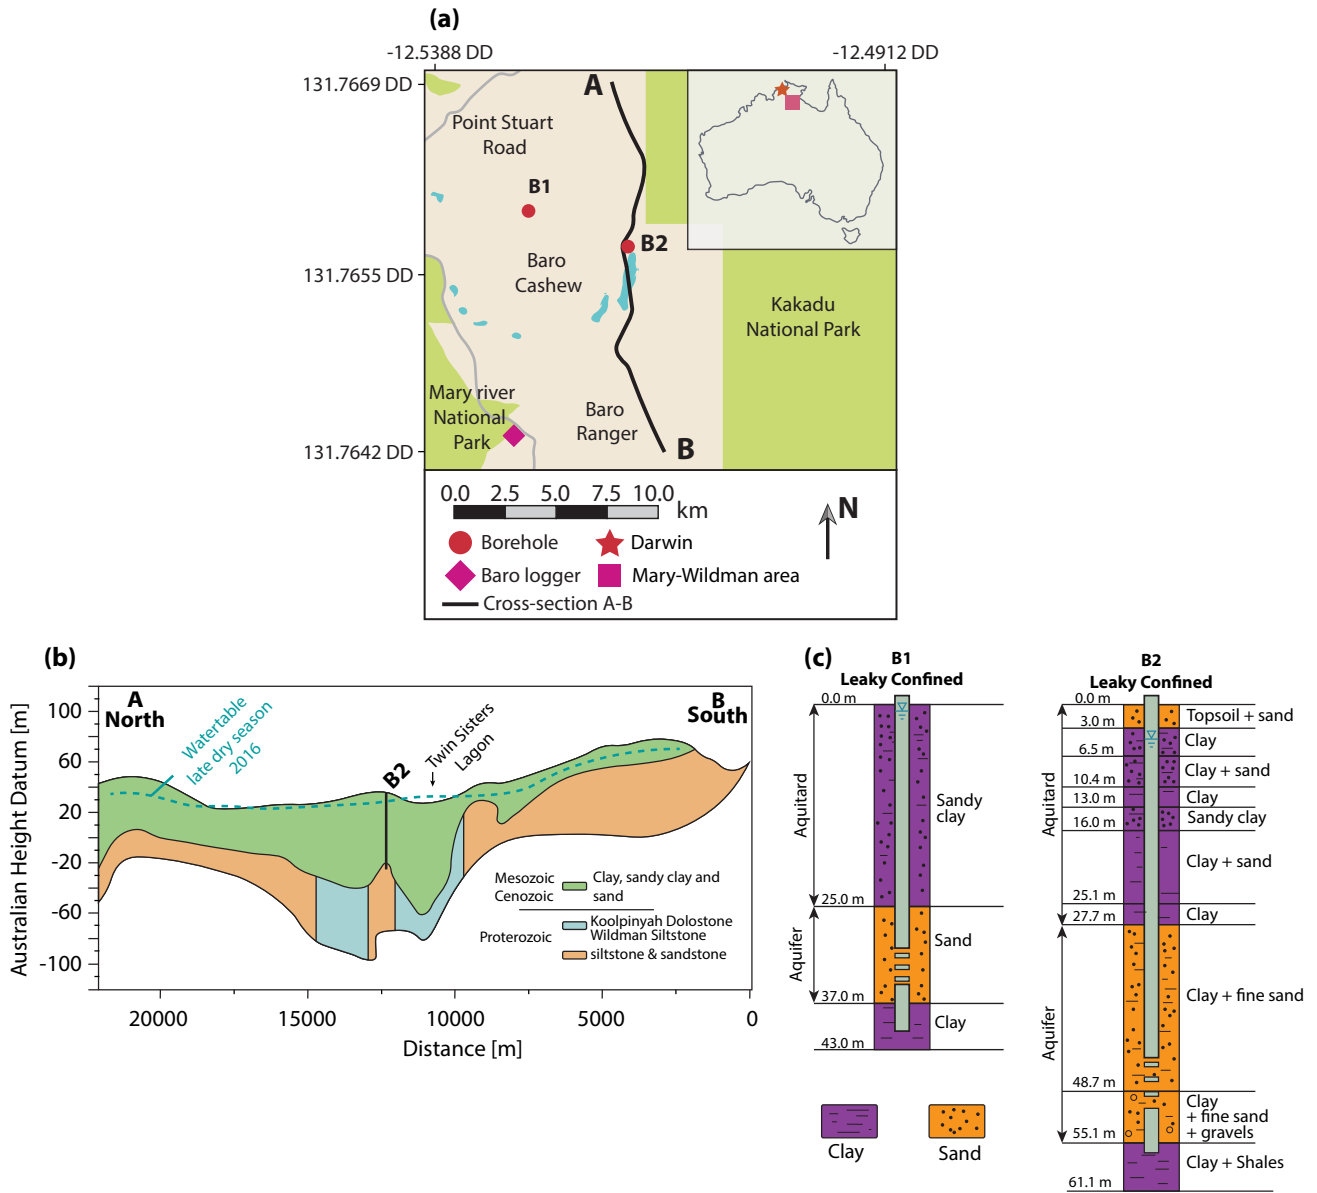 (a)
-12.5388 DD
-12.4912 DD
131.7669 DD
131.7655 DD
131.7642 DD
A
Point Stuart
Road
B1
B2
Baro
Cashew
Kakadu
National Park
Mary river
National
Park
Baro
Ranger
B
0.0 2.5 5.0 7.5 10.0
km
N
Borehole
Darwin
Baro logger
Mary-Wildman area
Cross-section A-B
(b)
A
North
B
South
Watertable
late dry season
2016
B2
Twin Sisters
Lagon
Australian Height Datum [m]
100
60
20
-20
-60
-100
Mesozoic
Cenozoic
Clay, sandy clay and
sand
Proterozoic
Koolpinyah Dolostone
Wildman Siltstone
siltstone & sandstone
20000 15000 10000 5000 0
Distance [m]
(c)
B1
Leaky Confined
0.0 m
25.0 m
37.0 m
43.0 m
Aquitard
Aquifer
Sandy
clay
Sand
Clay
B2
Leaky Confined
0.0 m
3.0 m
6.5 m
10.4 m
13.0 m
16.0 m
25.1 m
27.7 m
48.7 m
55.1 m
61.1 m
Aquitard
Aquifer
Topsoil + sand
Clay
Clay + sand
Clay
Sandy clay
Clay + sand
Clay
Clay + fine sand
Clay
+ fine sand
+ gravels
Clay + Shales
Clay
Sand